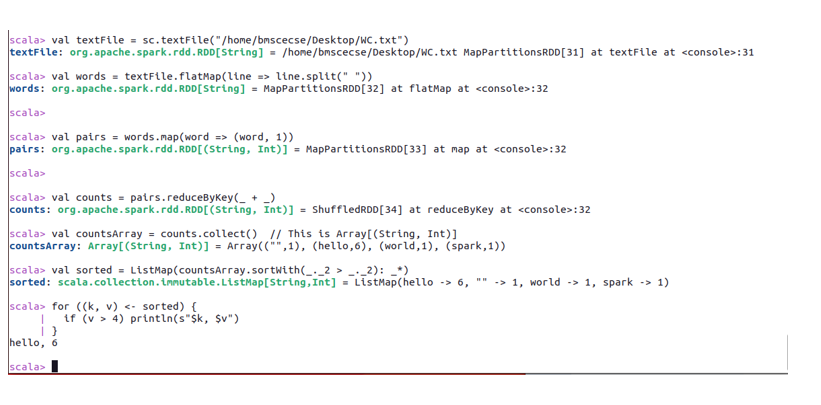 scala> val textFile = sc.textFile("/home/bmscecse/Desktop/WC.txt")
textFile: org.apache.spark.rdd.RDD[String] = /home/bmscecse/Desktop/WC.txt MapPartitionsRDD[31] at textFile at <console>:31
scala> val words = textFile.flatMap(line => line.split(" "))
words: org.apache.spark.rdd.RDD[String] = MapPartitionsRDD[32] at flatMap at <console>:32
scala>
scala> val pairs = words.map(word => (word, 1))
pairs: org.apache.spark.rdd.RDD[(String, Int)] = MapPartitionsRDD[33] at map at <console>:32
scala>
scala> val counts = pairs.reduceByKey(_ + _)
counts: org.apache.spark.rdd.RDD[(String, Int)] = ShuffledRDD[34] at reduceByKey at <console>:32
scala> val countsArray = counts.collect()  // This is Array[(String, Int)]
countsArray: Array[(String, Int)] = Array(("",1), (hello,6), (world,1), (spark,1))
scala> val sorted = ListMap(countsArray.sortWith(_._2 > _._2): _*)
sorted: scala.collection.immutable.ListMap[String,Int] = ListMap(hello -> 6, "" -> 1, world -> 1, spark -> 1)
scala> for ((k, v) <- sorted) {
     |   if (v > 4) println(s"$k, $v")
     | }
hello, 6
scala>